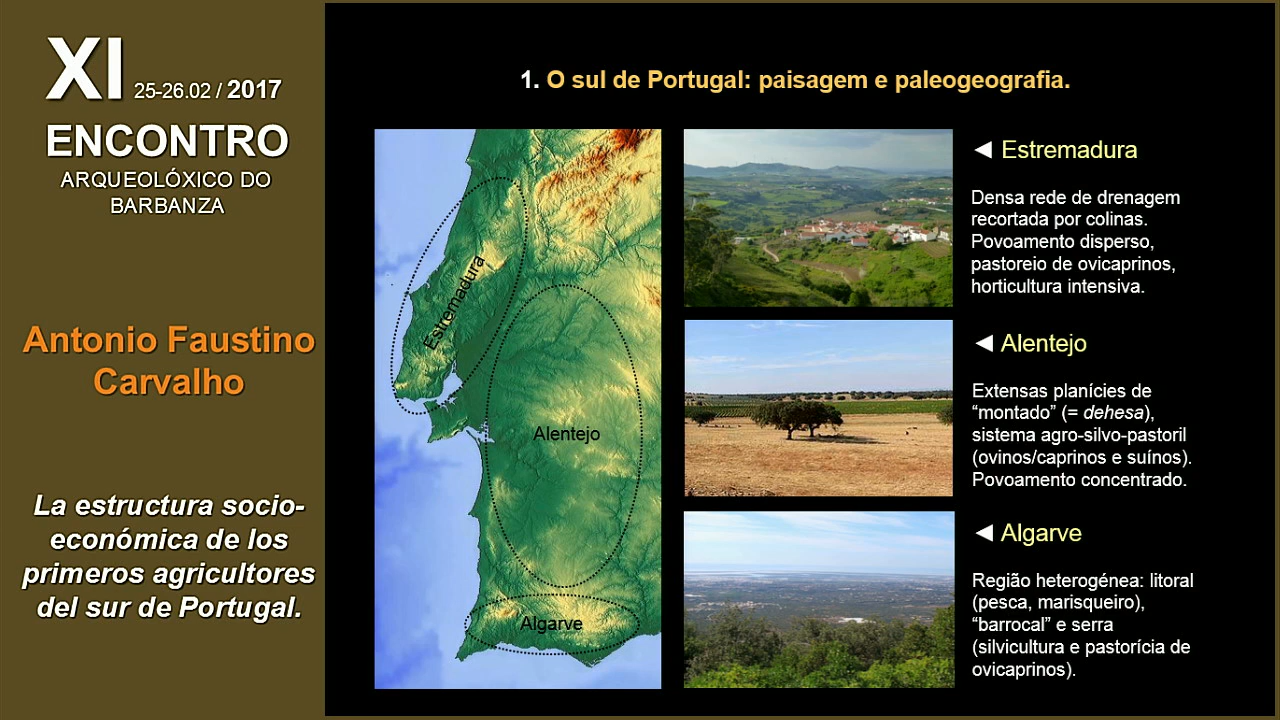 XI 25-26.02 / 2017
ENCONTRO
ARQUEOLÓXICO DO
BARBANZA
Antonio Faustino
Carvalho
La estructura socio-
económica de los
primeros agricultores
del sur de Portugal.
1. O sul de Portugal: paisagem e paleogeografia.
Estremadura
Alentejo
Algarve
◄ Estremadura
Densa rede de drenagem
recortada por colinas.
Povoamento disperso,
pastoreio de ovicaprinos,
horticultura intensiva.
◄ Alentejo
Extensas planícies de
“montado” (= dehesa),
sistema agro-silvo-pastoril
(ovinos/caprinos e suínos).
Povoamento concentrado.
◄ Algarve
Região heterogénea: litoral
(pesca, marisqueiro),
“barrocal” e serra
(silvicultura e pastorícia de
ovicaprinos).